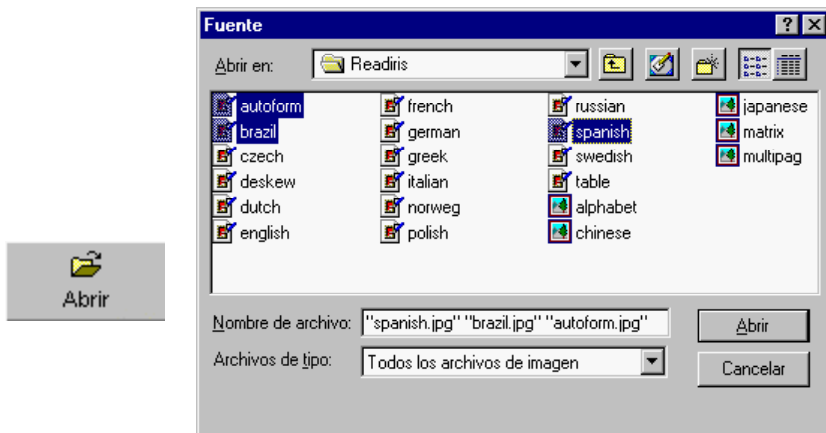 Fuente
Abrir en: Readiris
autoform french russian japanese
brazil german spanish matrix
czech greek swedish multipag
deskew italian table
dutch norweg alphabet
english polish chinese
Abrir
Nombre de archivo: "spanish.jpg" "brazil.jpg" "autoform.jpg" Abrir
Archivos de tipo: Todos los archivos de imagen Cancelar